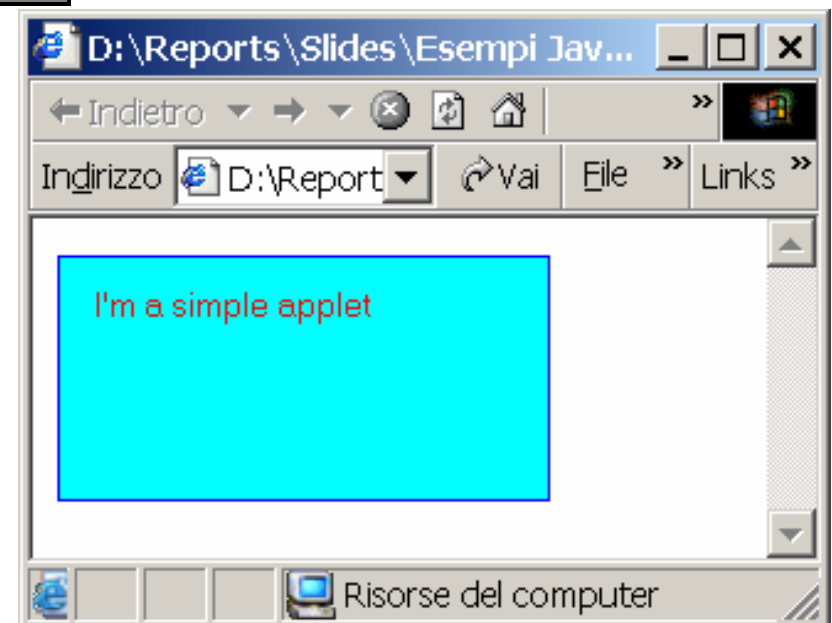 D:\Reports\Slides\Esempi Jav...
Indietro »
Indirizzo D:\Report Vai File » Links »
I'm a simple applet
Risorse del computer